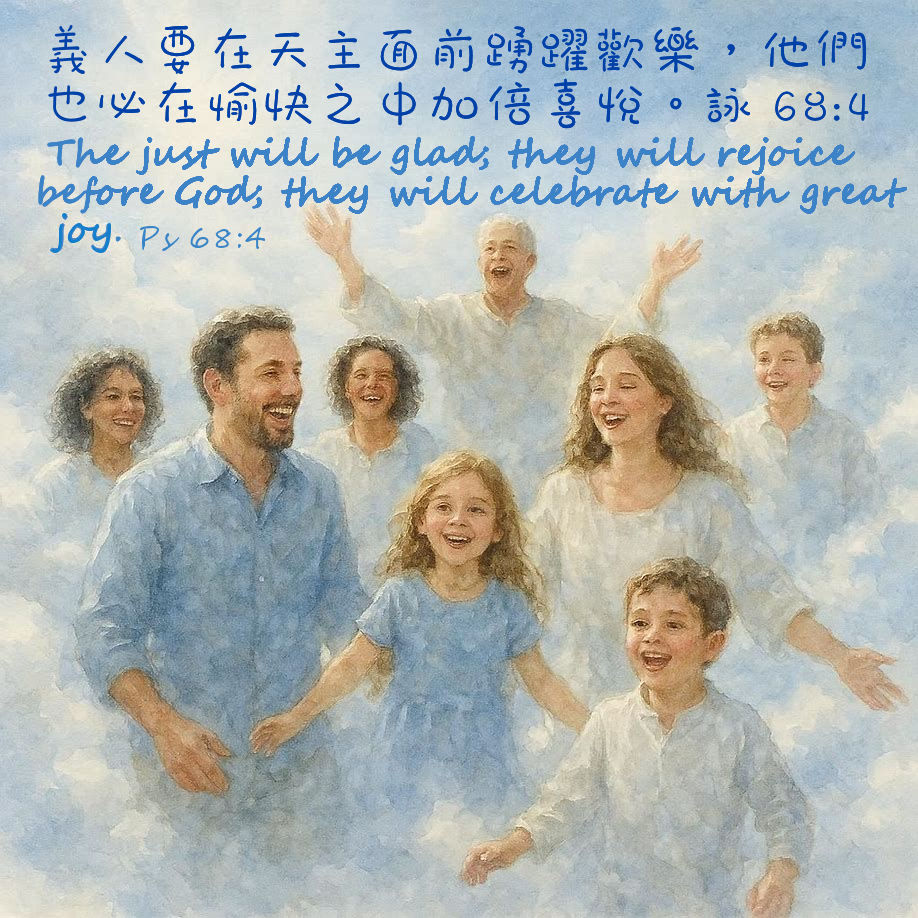 義人要在天主面前踴躍歡樂，他們
也必在愉快之中加倍喜悅。詠 68:4
The just will be glad; they will rejoice
before God; they will celebrate with great
joy. Ps 68:4